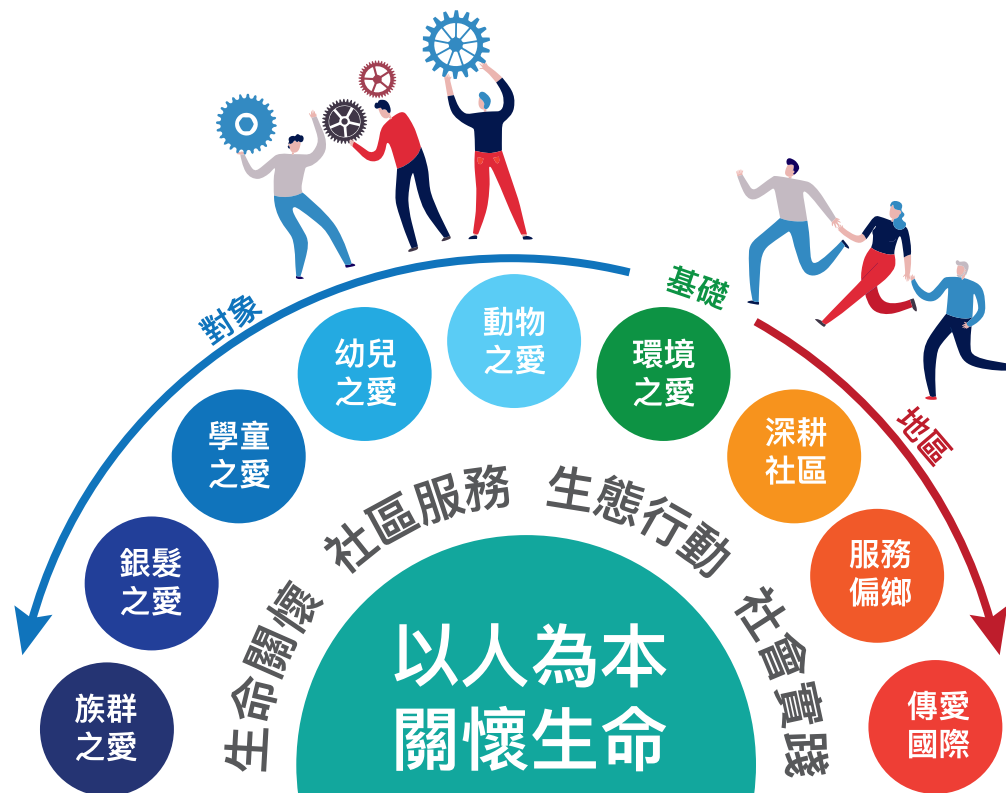 對象
基礎
地區
動物
之愛
幼兒
之愛
環境
之愛
學童
之愛
深耕
社區
銀髮
之愛
服務
偏鄉
族群
之愛
傳愛
國際
生命關懷
社區服務
生態行動
社會實踐
以人為本
關懷生命